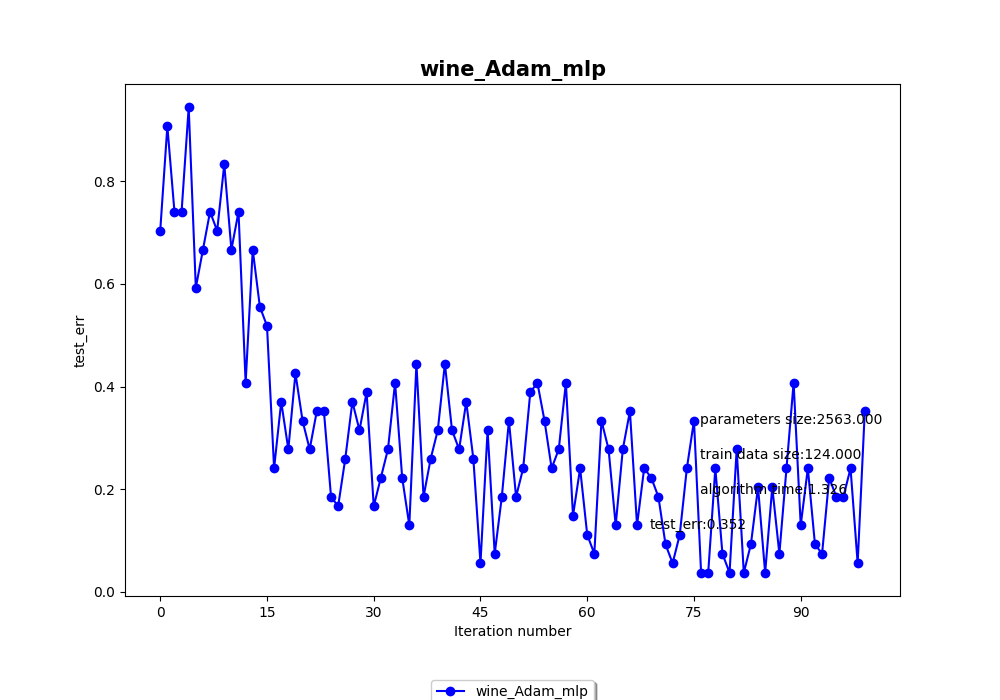 wine_Adam_mlp
0.8
0.6
0.4
0.2
0.0
test_err
parameters size:2563.000
train data size:124.000
algorithm time:1.326
test_err:0.352
0 15 30 45 60 75 90
Iteration number
wine_Adam_mlp